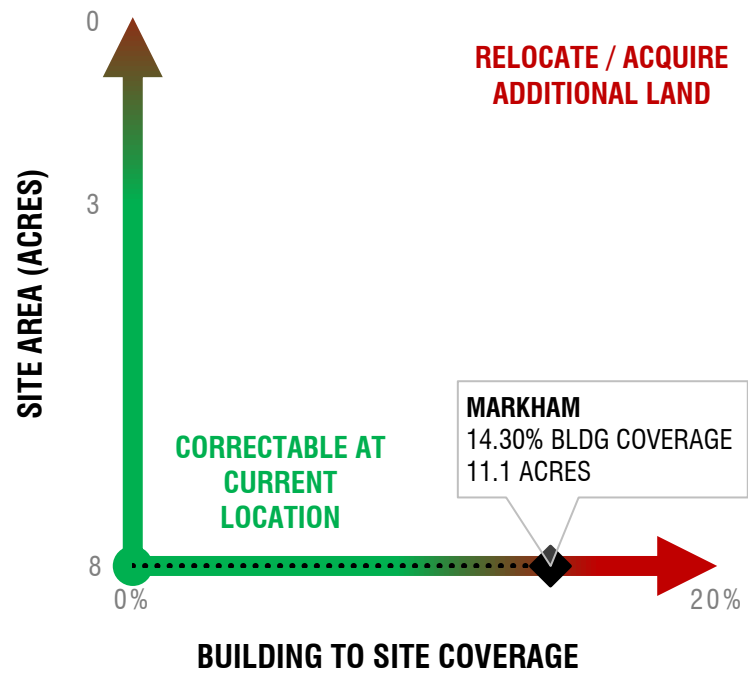 0
RELOCATE / ACQUIRE
ADDITIONAL LAND
3
SITE AREA (ACRES)
MARKHAM
14.30% BLDG COVERAGE
11.1 ACRES
CORRECTABLE AT
CURRENT
LOCATION
8
0%
20%
BUILDING TO SITE COVERAGE